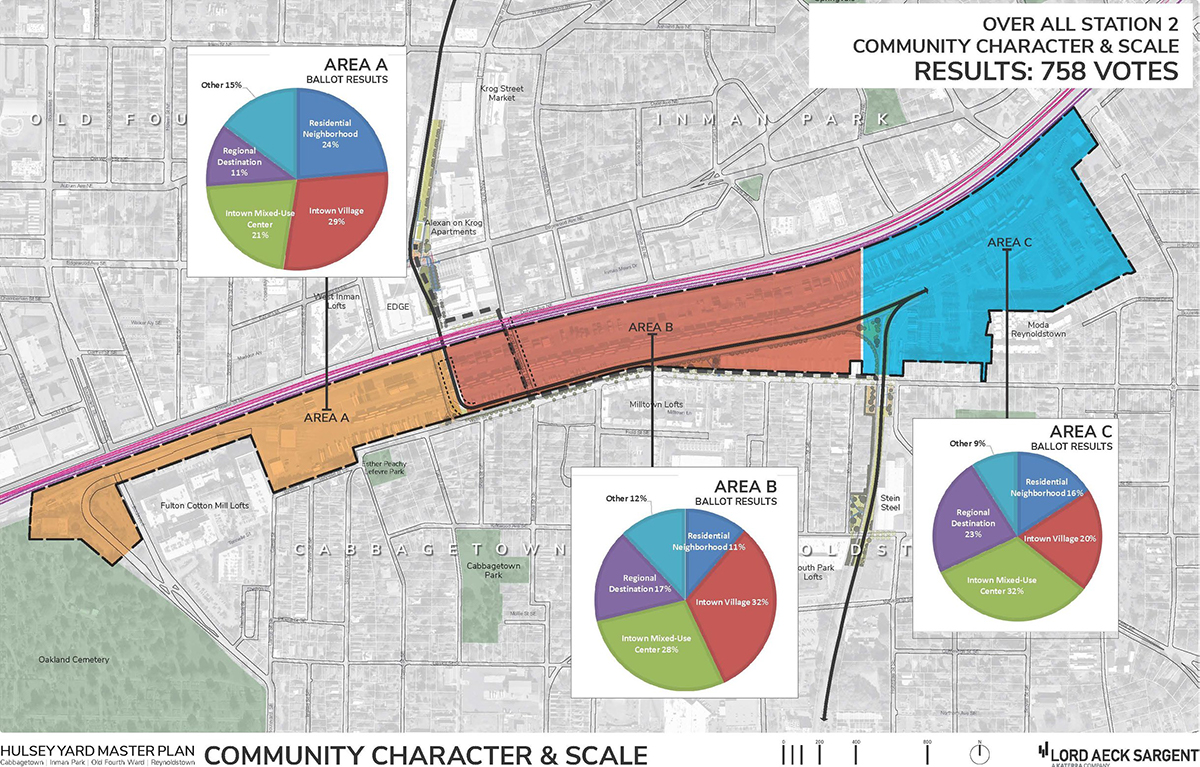 OVER ALL STATION 2
COMMUNITY CHARACTER & SCALE
RESULTS: 758 VOTES
AREA A
BALLOT RESULTS
Other 15%
Residential
Neighborhood
24%
Regional
Destination
11%
Intown Village
29%
Intown Mixed-Use
Center
21%
OLD FOU
INMAN PARK
Krog Street
Market
Alexan on Krog
Apartments
West Inman
Lofts
EDGE
AREA C
AREA B
AREA A
Moda
Reynoldstown
Milltown Lofts
Esther Peachy
Lefevre Park
Fulton Cotton Mill Lofts
CABBAGETOWN
OLDST
Cabbagetown
Park
Stein
Steel
outh Park
Lofts
Oakland Cemetery
AREA B
BALLOT RESULTS
Other 12%
Residential
Neighborhood 11%
Regional
Destination 17%
Intown Village 32%
Intown Mixed-Use
Center 28%
AREA C
BALLOT RESULTS
Other 9%
Residential
Neighborhood 16%
Regional
Destination
23%
Intown Village 20%
Intown Mixed-Use
Center 32%
HULSEY YARD MASTER PLAN
Cabbagetown | Inman Park | Old Fourth Ward | Reynoldstown
COMMUNITY CHARACTER & SCALE
0 200 400 800
N
LORD AECK SARGENT
A KATERRA COMPANY